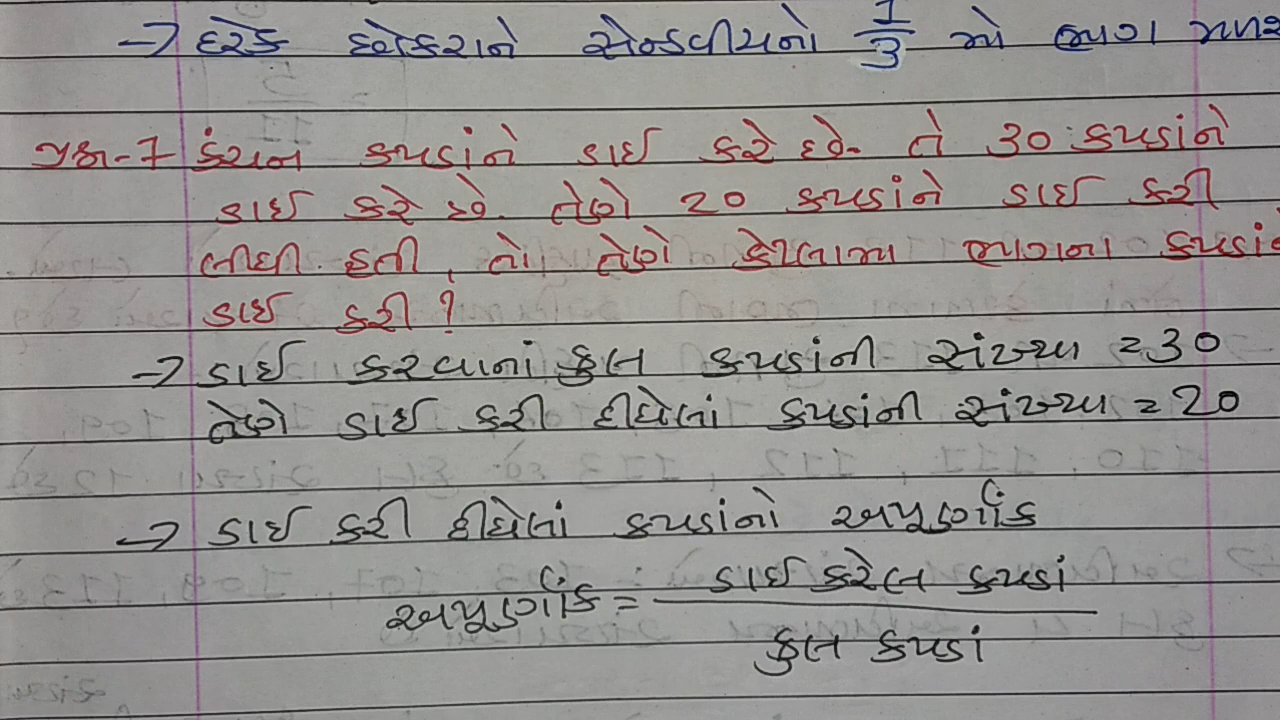 → દરેક છોકરાને સેન્ડવીચનો 1/3 મો ભાગ મળશ
પ્રશ્ન-7 કંચન કપડાંને ડાઈ કરે છે. તે 30 કપડાંને
ડાઈ કરે છે. તેણે 20 કપડાંને ડાઈ કરી
લીધી હતી, તો તેણે કેટલામા ભાગના કપડાં
ડાઈ કરી ?
→ ડાઈ કરવાનાં કુલ કપડાંની સંખ્યા = 30
તેણે ડાઈ કરી દીધેલાં કપડાંની સંખ્યા = 20
→ ડાઈ કરી દીધેલાં કપડાંનો અપૂર્ણાંક
અપૂર્ણાંક = ડાઈ કરેલ કપડાં / કુલ કપડાં